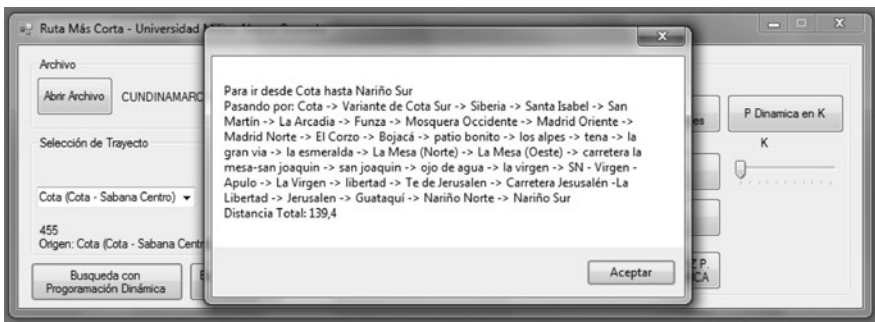 Ruta Más Corta - Universidad
Archivo
Abrir Archivo
CUNDINAMARC
Selección de Trayecto
Cota (Cota - Sabana Centro)
455
Origen: Cota (Cota - Sabana Centr
Busqueda con
Progoramación Dinámica
Para ir desde Cota hasta Nariño Sur
Pasando por: Cota -> Variante de Cota Sur -> Siberia -> Santa Isabel -> San
Martín -> La Arcadia -> Funza -> Mosquera Occidente -> Madrid Oriente ->
Madrid Norte -> El Corzo -> Bojacá -> patio bonito -> los alpes -> tena -> la
gran via -> la esmeralda -> La Mesa (Norte) -> La Mesa (Oeste) -> carretera la
mesa-san joaquin -> san joaquin -> ojo de agua -> la virgen -> SN - Virgen -
Apulo -> La Virgen -> libertad -> Te de Jerusalen -> Carretera Jesusalén -La
Libertad -> Jerusalen -> Guataquí -> Nariño Norte -> Nariño Sur
Distancia Total: 139,4
Aceptar
es
P Dinamica en K
K
Z P.
CA